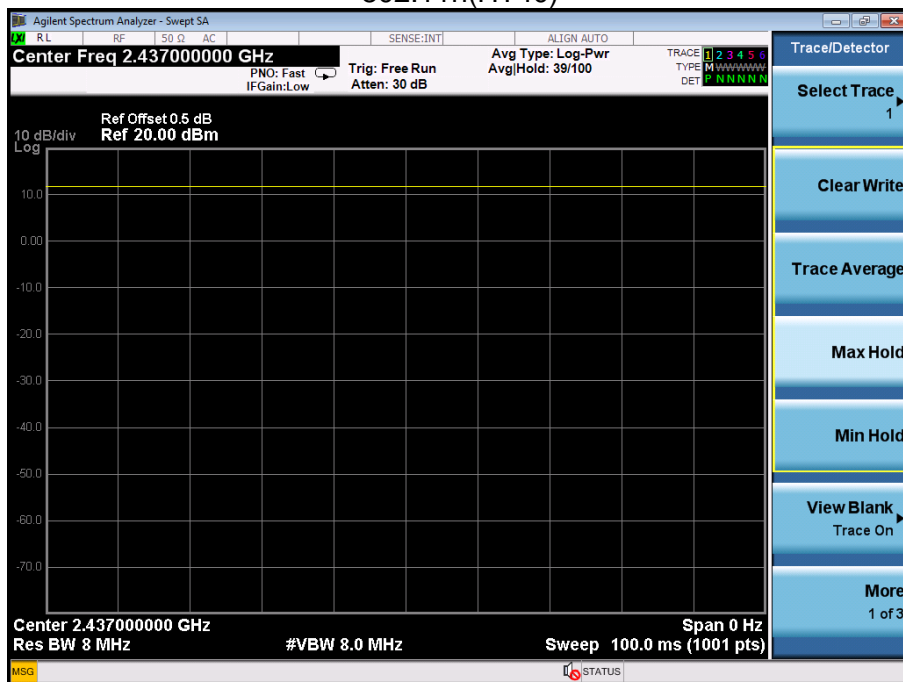 Agilent Spectrum Analyzer - Swept SA
LXI RL RF 50 Ω AC SENSE:INT ALIGN AUTO
Center Freq 2.437000000 GHz
PNO: Fast
IFGain:Low
Trig: Free Run
Atten: 30 dB
Avg Type: Log-Pwr
Avg|Hold: 39/100
TRACE 1 2 3 4 5 6
TYPE M WWWWW
DET P N N N N N
Ref Offset 0.5 dB
10 dB/div Ref 20.00 dBm
Log
10.0
0.00
-10.0
-20.0
-30.0
-40.0
-50.0
-60.0
-70.0
Center 2.437000000 GHz Span 0 Hz
Res BW 8 MHz #VBW 8.0 MHz Sweep 100.0 ms (1001 pts)
MSG STATUS
Trace/Detector
Select Trace
1
Clear Write
Trace Average
Max Hold
Min Hold
View Blank
Trace On
More
1 of 3